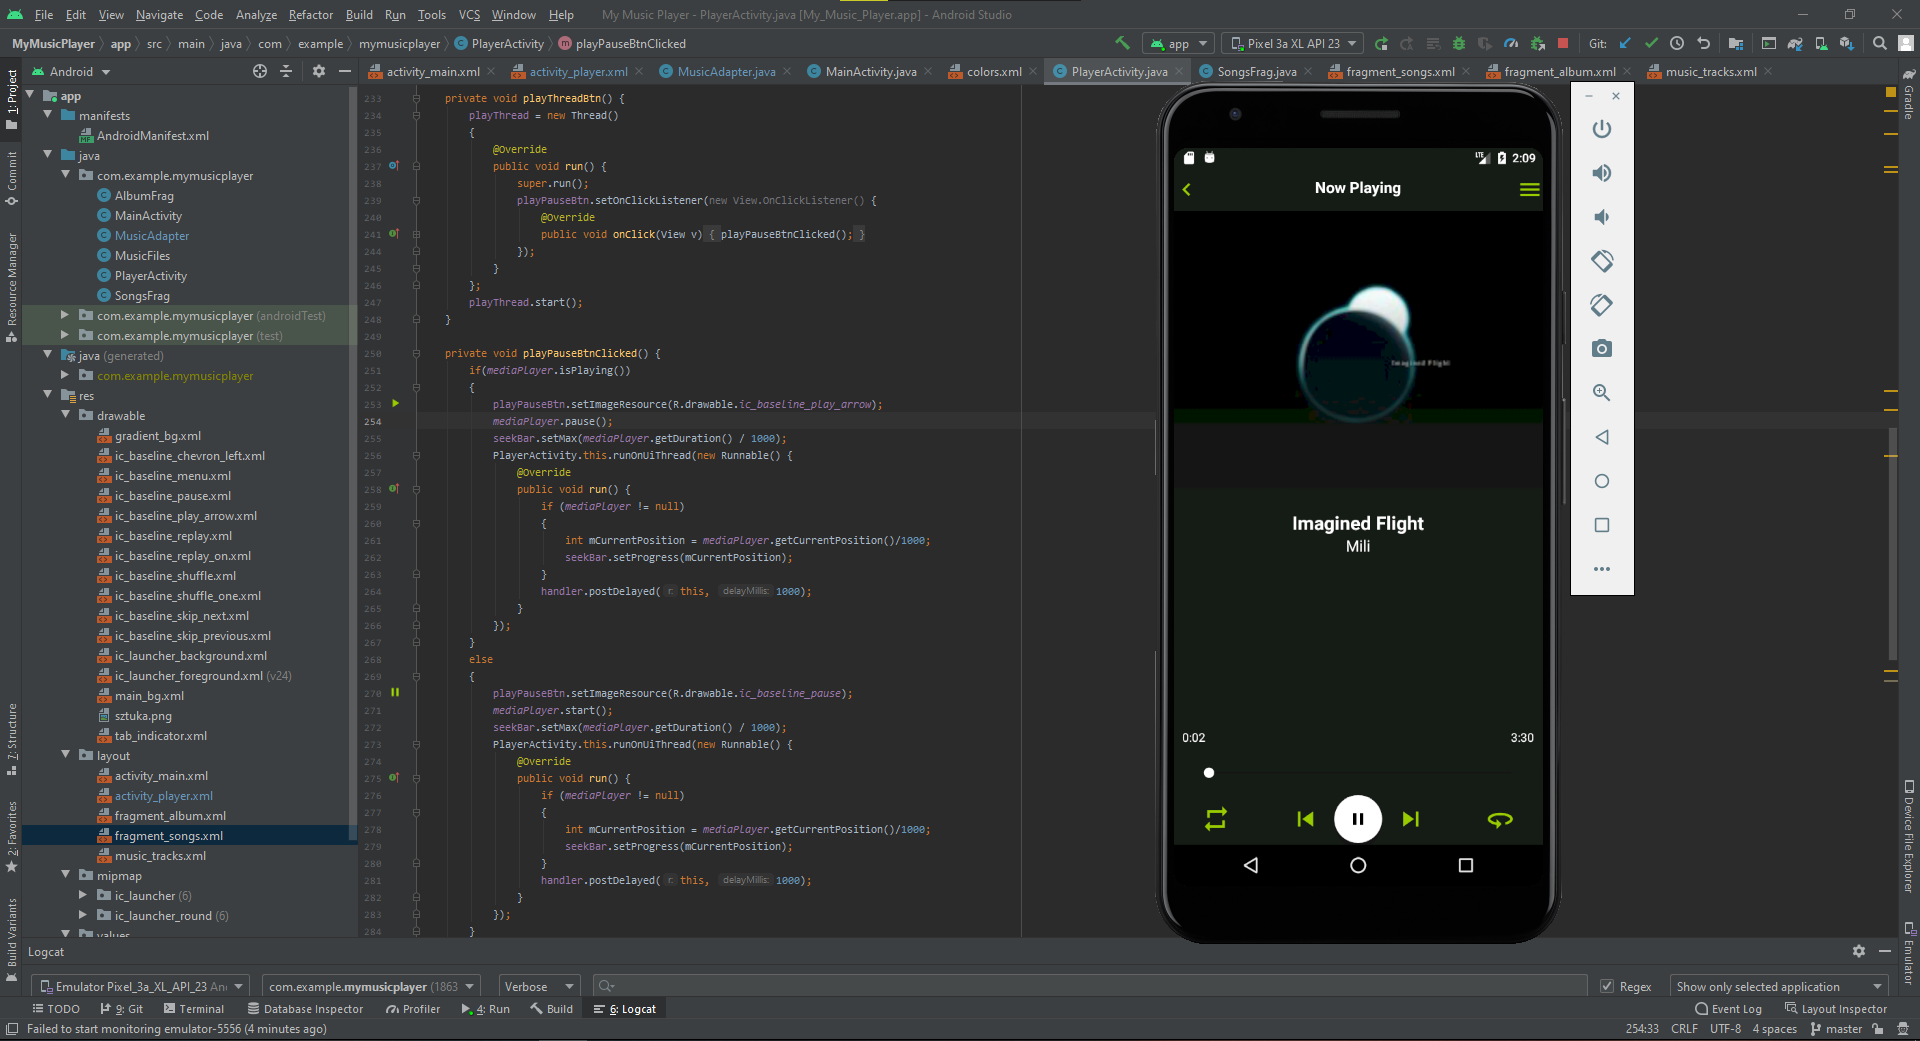 File Edit View Navigate Code Analyze Refactor Build Run Tools VCS Window Help My Music Player - PlayerActivity.java [My_Music_Player.app] - Android Studio
MyMusicPlayer app src main java com example mymusicplayer PlayerActivity playPauseBtnClicked app Pixel 3a XL API 23 Git:
Android activity_main.xml activity_player.xml MusicAdapter.java MainActivity.java colors.xml PlayerActivity.java SongsFrag.java fragment_songs.xml fragment_album.xml music_tracks.xml
1: Project
Commit
Resource Manager
7: Structure
2: Favorites
Build Variants
app
manifests
AndroidManifest.xml
java
com.example.mymusicplayer
AlbumFrag
MainActivity
MusicAdapter
MusicFiles
PlayerActivity
SongsFrag
com.example.mymusicplayer (androidTest)
com.example.mymusicplayer (test)
java (generated)
com.example.mymusicplayer
res
drawable
gradient_bg.xml
ic_baseline_chevron_left.xml
ic_baseline_menu.xml
ic_baseline_pause.xml
ic_baseline_play_arrow.xml
ic_baseline_replay.xml
ic_baseline_replay_on.xml
ic_baseline_shuffle.xml
ic_baseline_shuffle_one.xml
ic_baseline_skip_next.xml
ic_baseline_skip_previous.xml
ic_launcher_background.xml
ic_launcher_foreground.xml (v24)
main_bg.xml
sztuka.png
tab_indicator.xml
layout
activity_main.xml
activity_player.xml
fragment_album.xml
fragment_songs.xml
music_tracks.xml
mipmap
ic_launcher (6)
ic_launcher_round (6)
values
233 private void playThreadBtn() {
234 playThread = new Thread()
235 {
236 @Override
237 public void run() {
238 super.run();
239 playPauseBtn.setOnClickListener(new View.OnClickListener() {
240 @Override
241 public void onClick(View v) { playPauseBtnClicked(); }
244 });
245 }
246 };
247 playThread.start();
248 }
249
250 private void playPauseBtnClicked() {
251 if(mediaPlayer.isPlaying())
252 {
253 playPauseBtn.setImageResource(R.drawable.ic_baseline_play_arrow);
254 mediaPlayer.pause();
255 seekBar.setMax(mediaPlayer.getDuration() / 1000);
256 PlayerActivity.this.runOnUiThread(new Runnable() {
257 @Override
258 public void run() {
259 if (mediaPlayer != null)
260 {
261 int mCurrentPosition = mediaPlayer.getCurrentPosition()/1000;
262 seekBar.setProgress(mCurrentPosition);
263 }
264 handler.postDelayed( r: this, delayMillis: 1000);
265 }
266 });
267 }
268 else
269 {
270 playPauseBtn.setImageResource(R.drawable.ic_baseline_pause);
271 mediaPlayer.start();
272 seekBar.setMax(mediaPlayer.getDuration() / 1000);
273 PlayerActivity.this.runOnUiThread(new Runnable() {
274 @Override
275 public void run() {
276 if (mediaPlayer != null)
277 {
278 int mCurrentPosition = mediaPlayer.getCurrentPosition()/1000;
279 seekBar.setProgress(mCurrentPosition);
280 }
281 handler.postDelayed( r: this, delayMillis: 1000);
282 }
283 });
284 }
LTE 2:09
Now Playing
Imagined Flight
Imagined Flight
Mili
0:02 3:30
Gradle
Device File Explorer
Emulator
Logcat
Emulator Pixel_3a_XL_API_23 An com.example.mymusicplayer (1863 Verbose Regex Show only selected application
TODO 9: Git Terminal Database Inspector Profiler 4: Run Build 6: Logcat Event Log Layout Inspector
Failed to start monitoring emulator-5556 (4 minutes ago) 254:33 CRLF UTF-8 4 spaces master